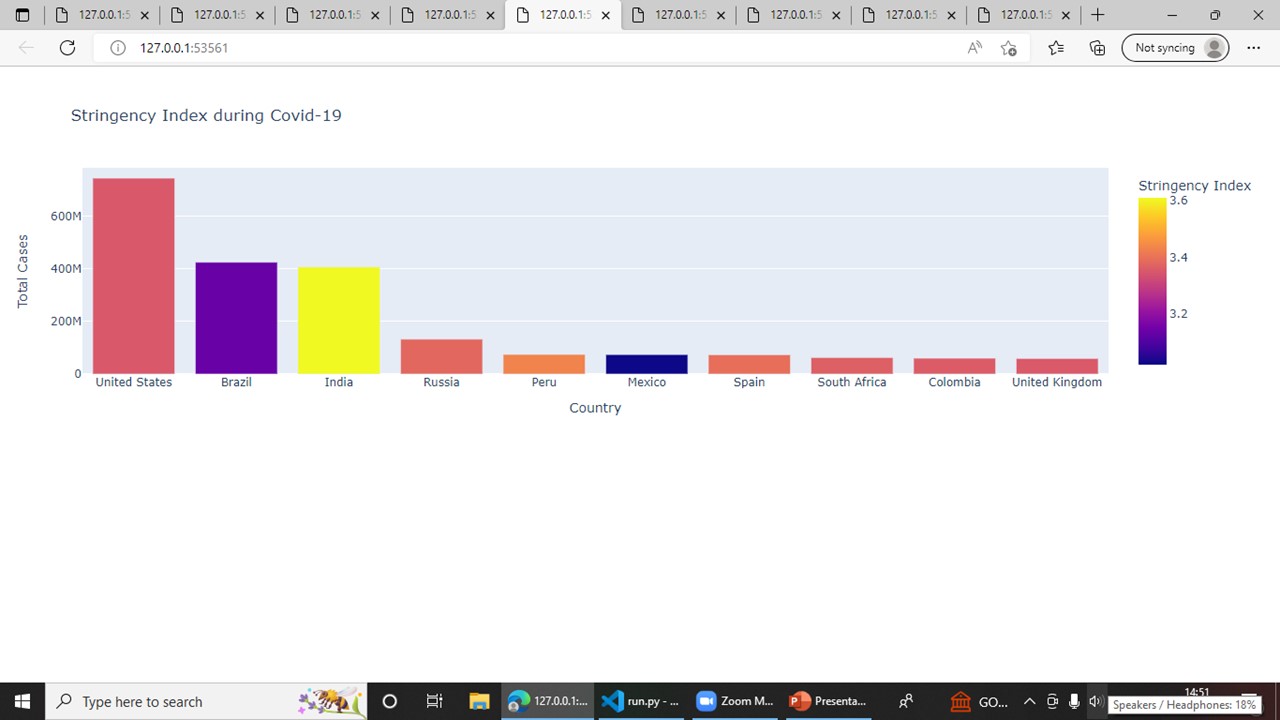 127.0.0.1:5 127.0.0.1:5 127.0.0.1:5 127.0.0.1:5 127.0.0.1:5 127.0.0.1:5 127.0.0.1:5 127.0.0.1:5 127.0.0.1:5
127.0.0.1:53561
Not syncing
Stringency Index during Covid-19
Total Cases
600M
400M
200M
0
United States Brazil India Russia Peru Mexico Spain South Africa Colombia United Kingdom
Country
Stringency Index
3.6
3.4
3.2
Type here to search
127.0.0.1:...
run.py - ...
Zoom M...
Presenta...
GO...
14:51
Speakers / Headphones: 18%